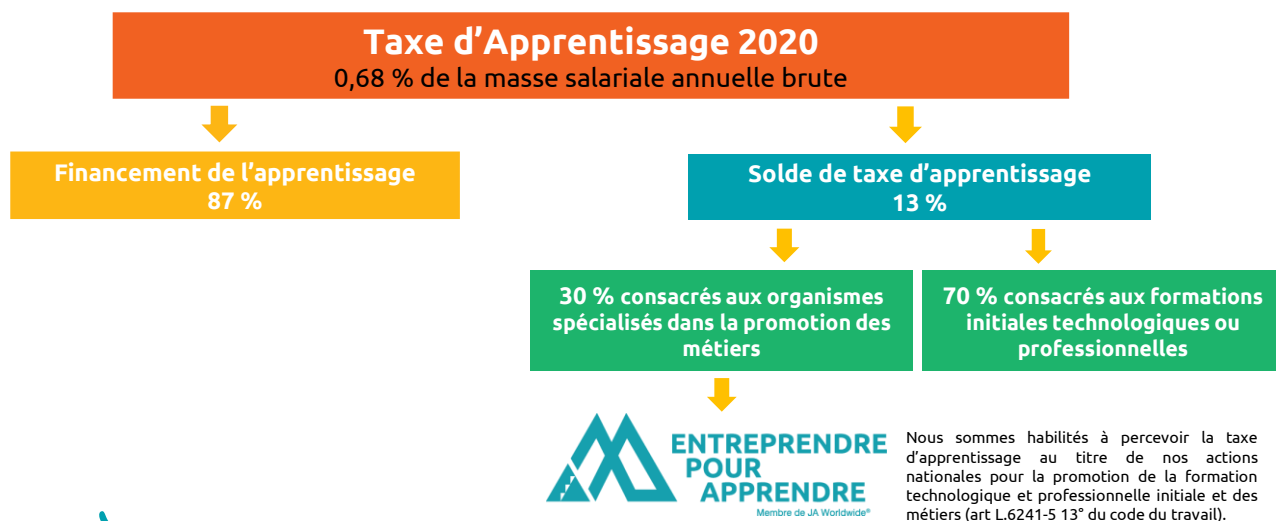 Taxe d'Apprentissage 2020
0,68 % de la masse salariale annuelle brute
Financement de l'apprentissage
87 %
Solde de taxe d'apprentissage
13 %
30 % consacrés aux organismes
spécialisés dans la promotion des
métiers
70 % consacrés aux formations
initiales technologiques ou
professionnelles
ENTREPRENDRE
POUR
APPRENDRE
Membre de JA Worldwide®
Nous sommes habilités à percevoir la taxe
d'apprentissage au titre de nos actions
nationales pour la promotion de la formation
technologique et professionnelle initiale et des
métiers (art L.6241-5 13° du code du travail).